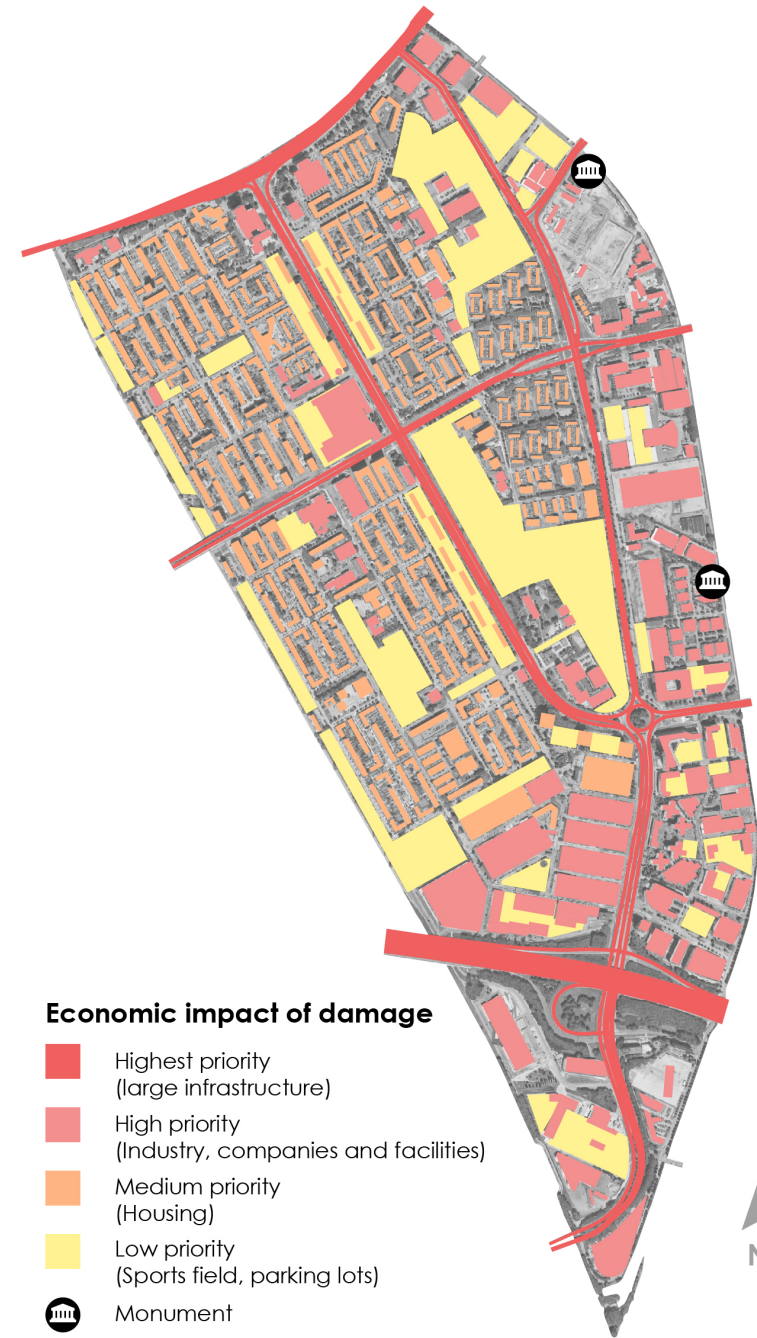 Economic impact of damage
Highest priority
(large infrastructure)
High priority
(Industry, companies and facilities)
Medium priority
(Housing)
Low priority
(Sports field, parking lots)
Monument
N